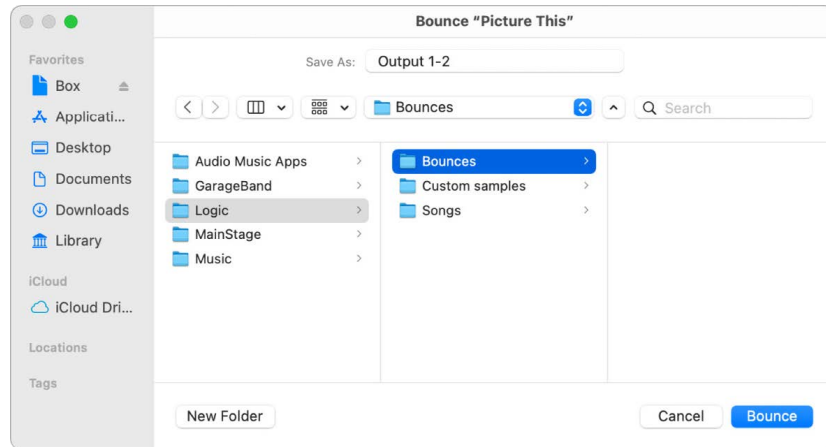 Bounce “Picture This”
Save As: Output 1-2
Bounces
Search
Favorites
Box
Applicati...
Desktop
Documents
Downloads
Library
iCloud
iCloud Dri...
Locations
Tags
Audio Music Apps
GarageBand
Logic
MainStage
Music
Bounces
Custom samples
Songs
New Folder
Cancel
Bounce